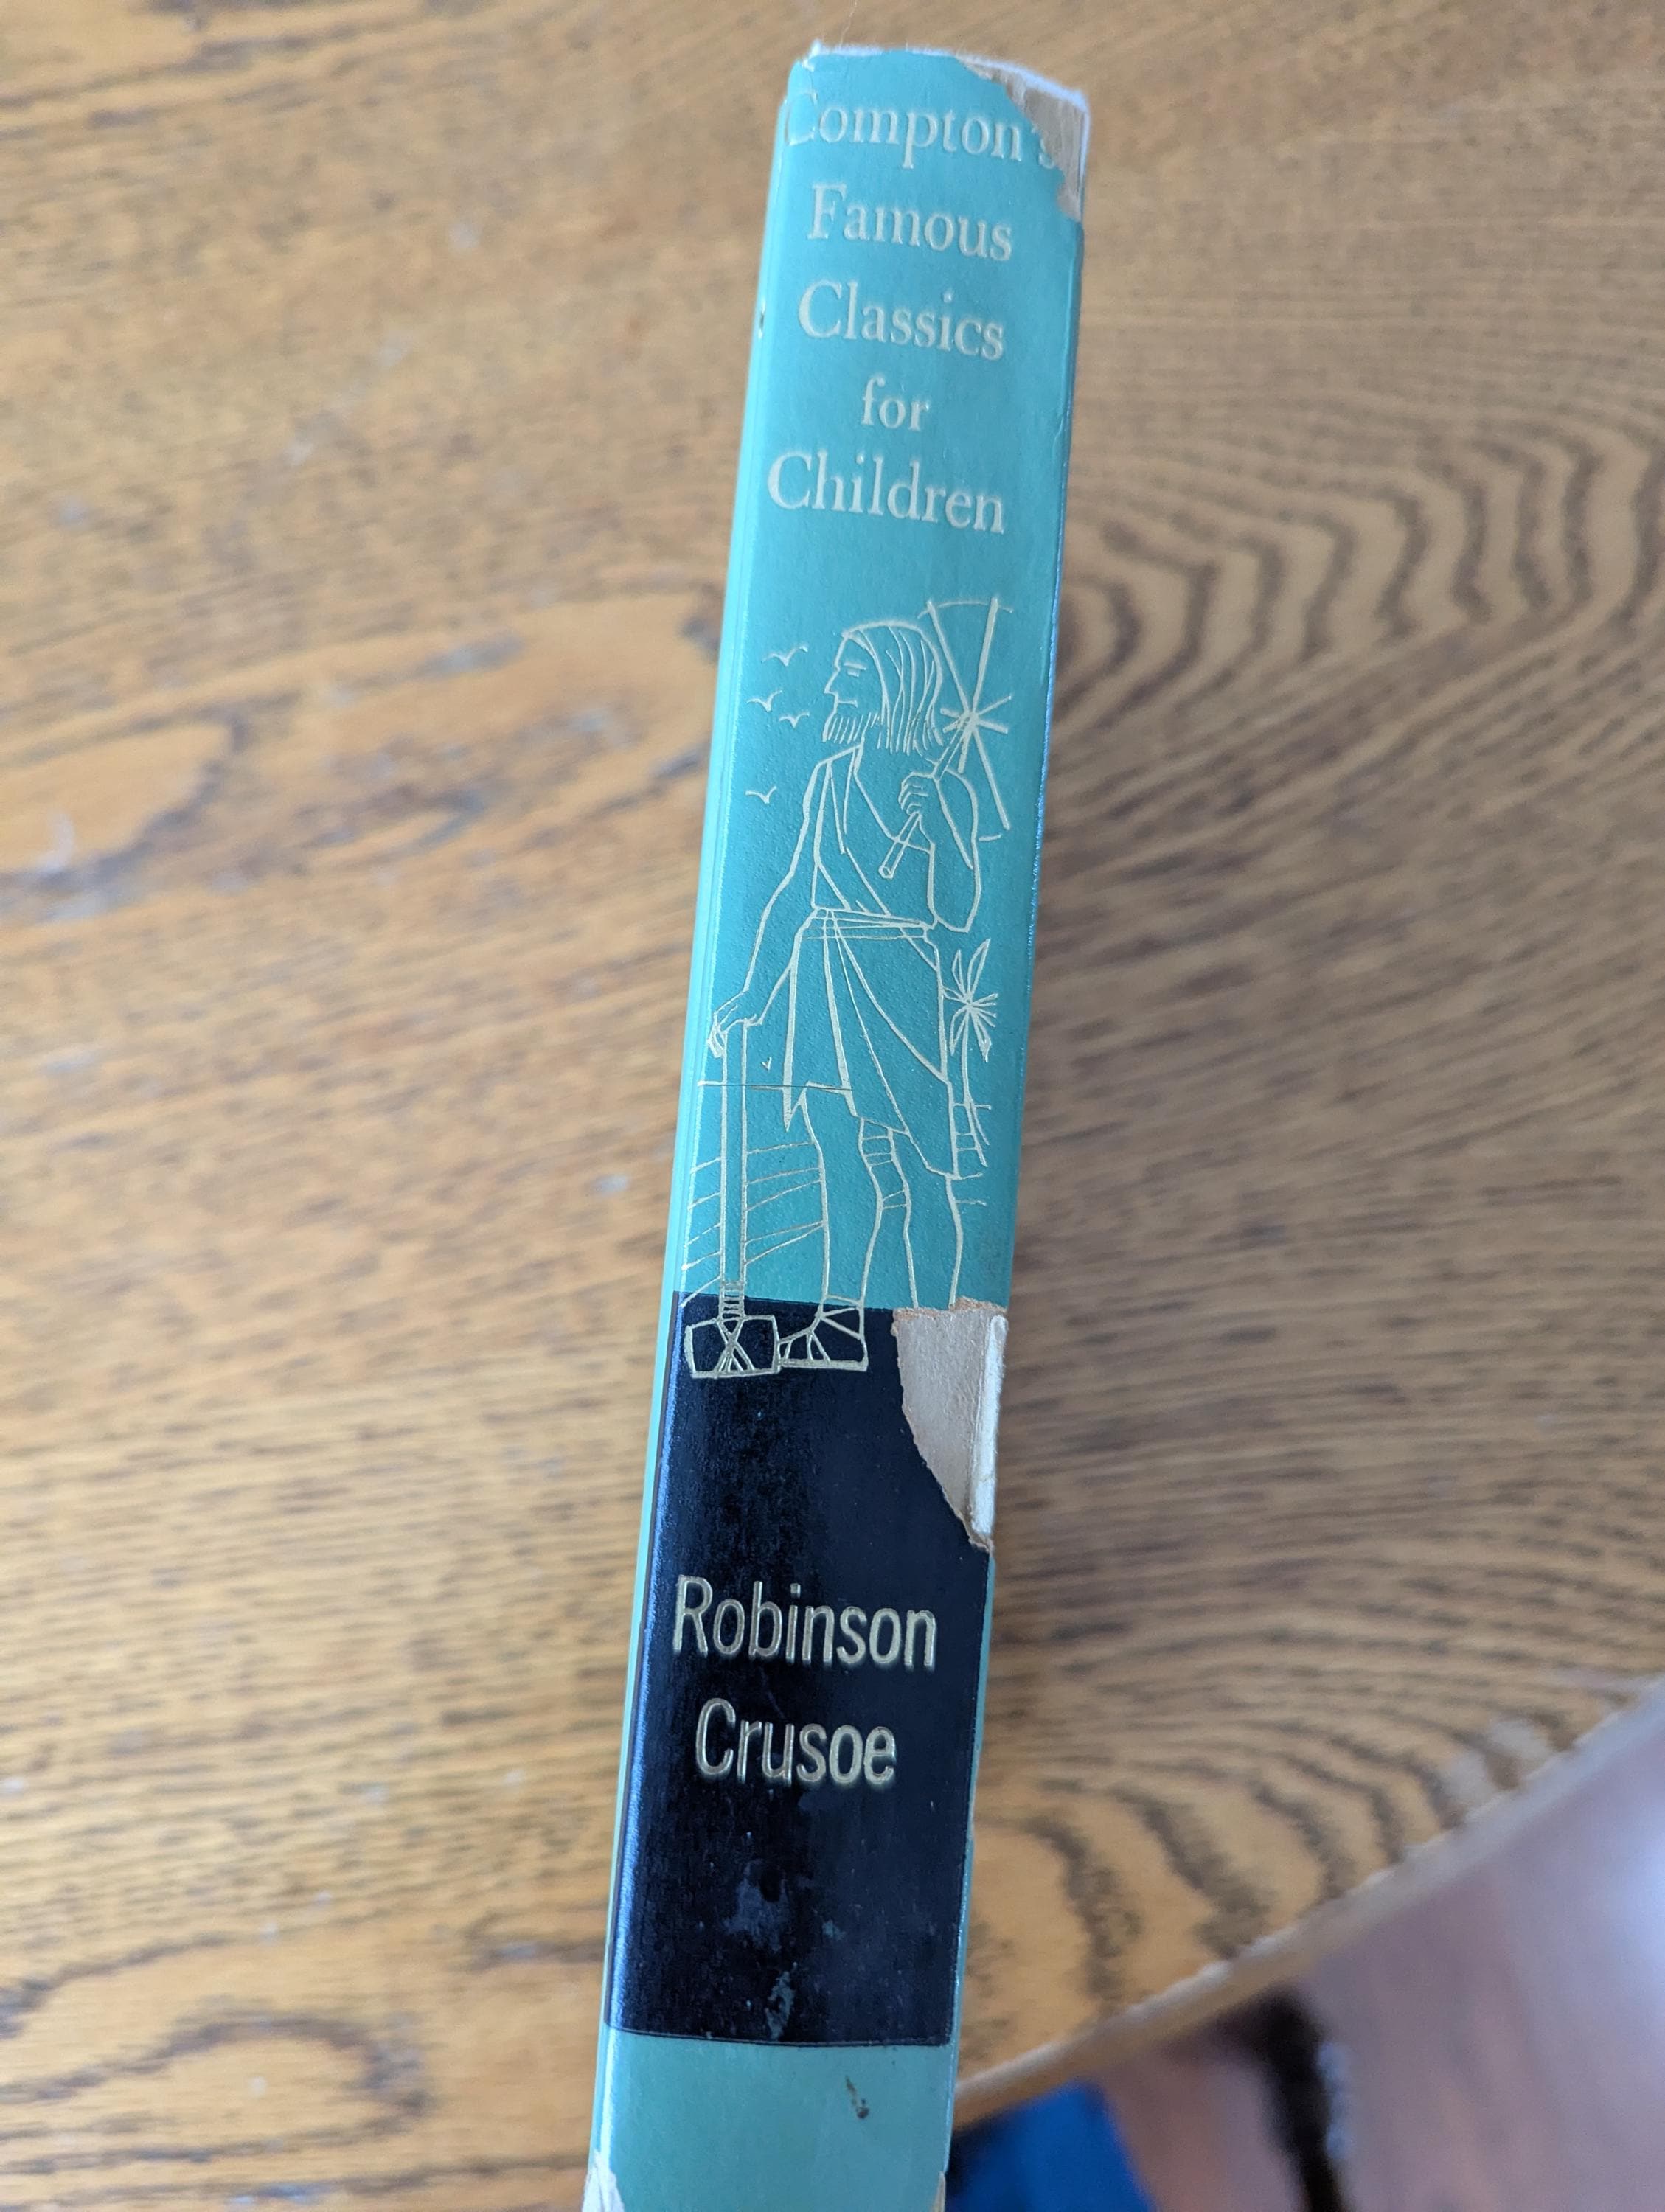 Compton's
Famous
Classics
for
Children
Robinson
Crusoe